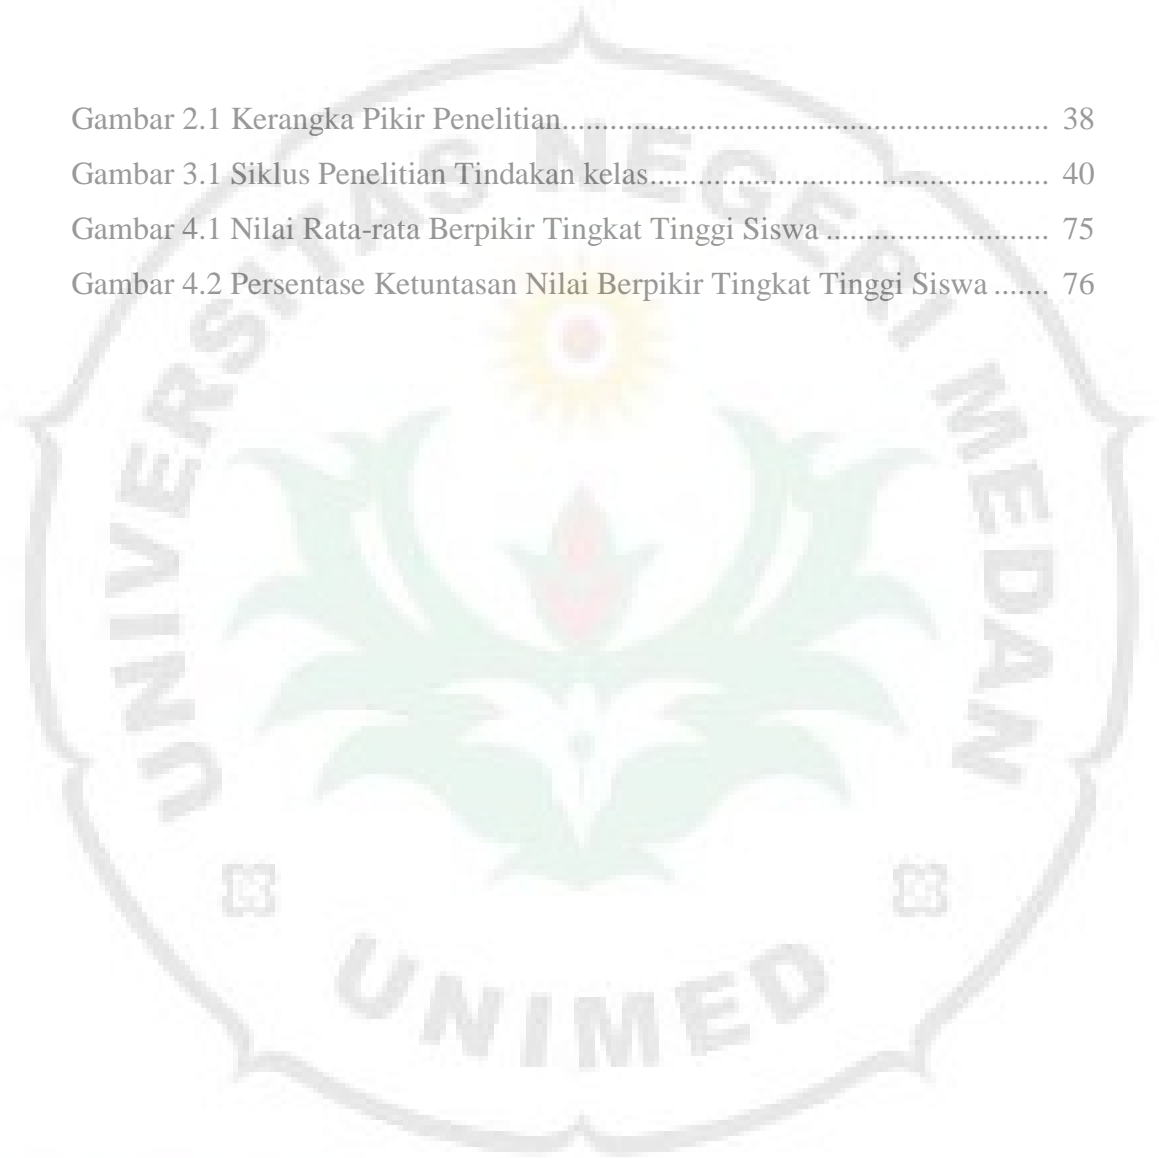 Gambar 2.1 Kerangka Pikir Penelitian............................................................ 38
Gambar 3.1 Siklus Penelitian Tindakan kelas.................................................. 40
Gambar 4.1 Nilai Rata-rata Berpikir Tingkat Tinggi Siswa ............................ 75
Gambar 4.2 Persentase Ketuntasan Nilai Berpikir Tingkat Tinggi Siswa ....... 76
UNIVERSITAS NEGERI MEDAN
UNIMED